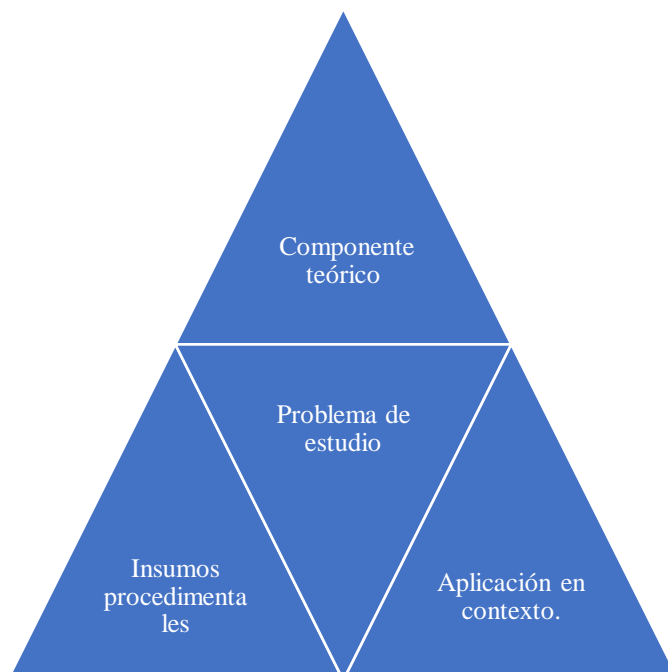 Componente
teórico
Problema de
estudio
Insumos
procedimenta
les
Aplicación en
contexto.